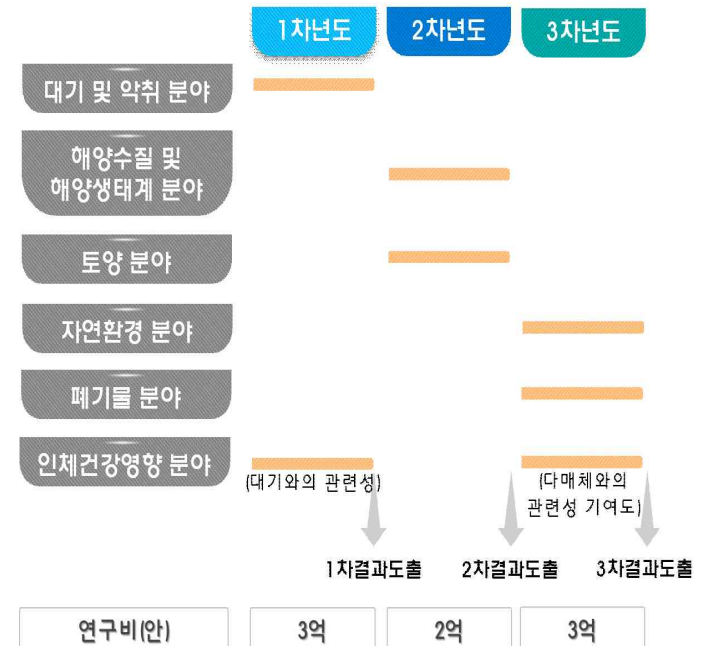 1차년도 2차년도 3차년도
대기 및 악취 분야
해양수질 및
해양생태계 분야
토양 분야
자연환경 분야
폐기물 분야
인체건강영향 분야
(대기와의 관련성)
(다매체와의
관련성 기여도)
1차결과도출 2차결과도출 3차결과도출
연구비(안) 3억 2억 3억